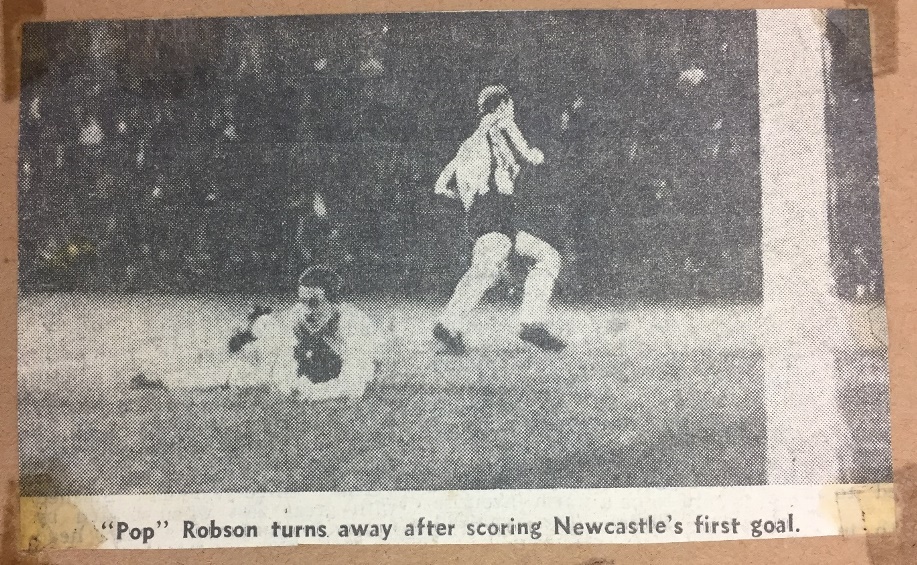 "Pop" Robson turns away after scoring Newcastle's first goal.